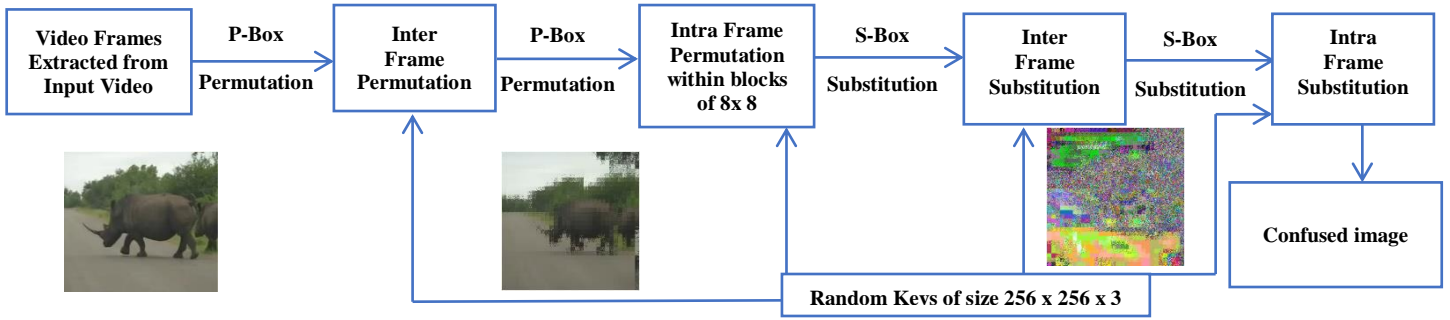 Video Frames
Extracted from
Input Video
P-Box
Permutation
Inter
Frame
Permutation
P-Box
Permutation
Intra Frame
Permutation
within blocks
of 8x 8
S-Box
Substitution
Inter
Frame
Substitution
S-Box
Substitution
Intra
Frame
Substitution
Confused image
Random Keys of size 256 x 256 x 3